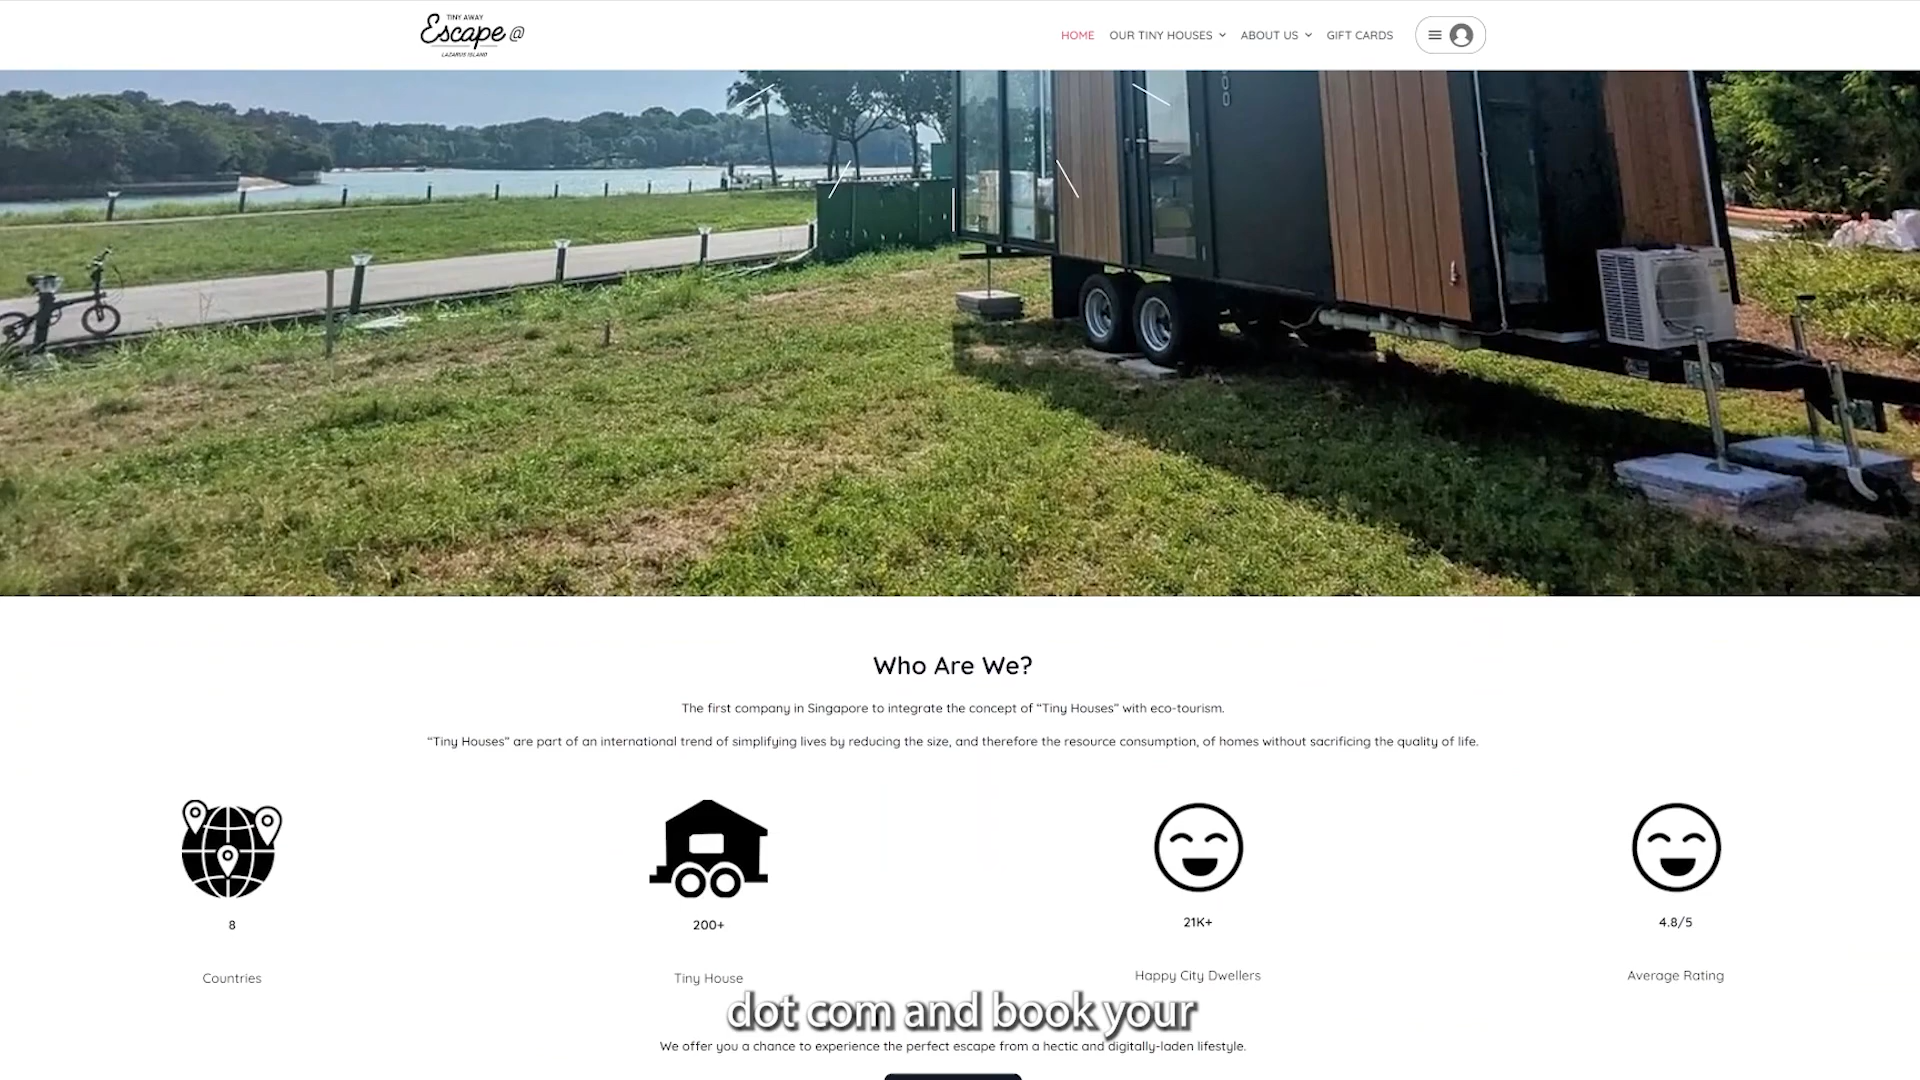 TINY AWAY
Escape @
LAZARUS ISLAND
HOME
OUR TINY HOUSES
ABOUT US
GIFT CARDS
Who Are We?
The first company in Singapore to integrate the concept of “Tiny Houses” with eco-tourism.
“Tiny Houses” are part of an international trend of simplifying lives by reducing the size, and therefore the resource consumption, of homes without sacrificing the quality of life.
8
Countries
200+
Tiny House
21K+
Happy City Dwellers
4.8/5
Average Rating
dot com and book your
We offer you a chance to experience the perfect escape from a hectic and digitally-laden lifestyle.